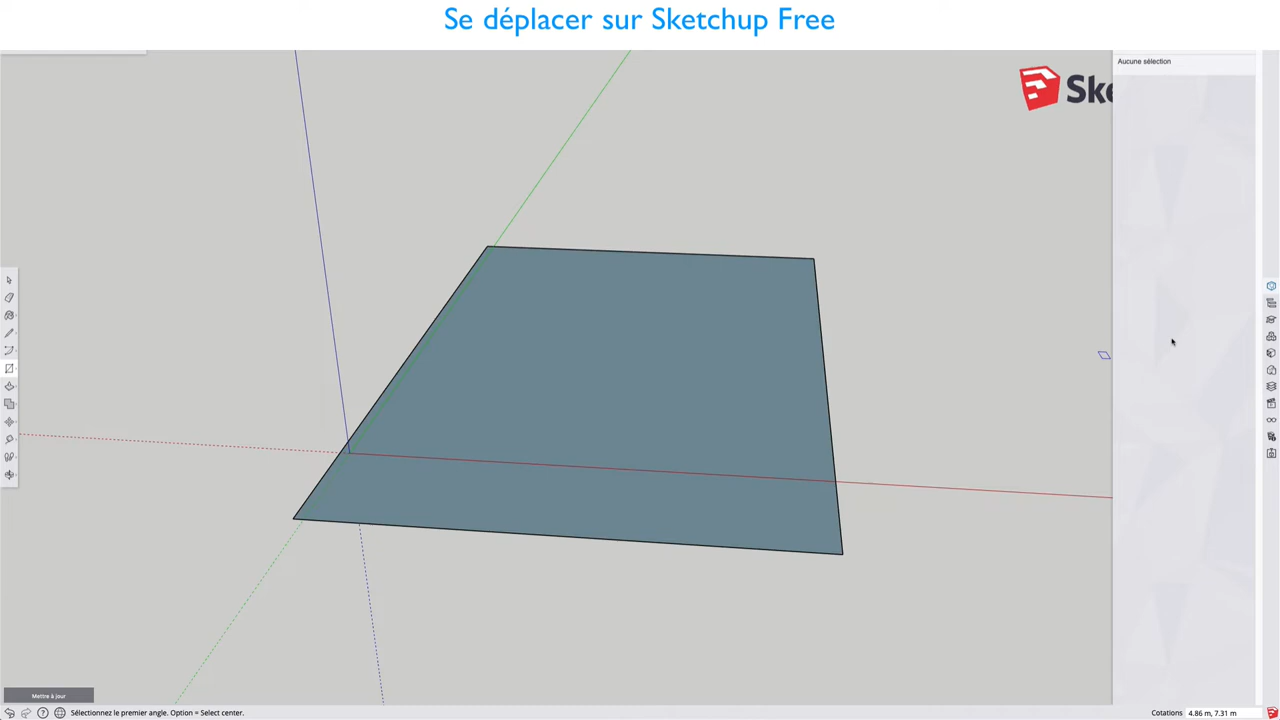 Se déplacer sur Sketchup Free
Aucune sélection
Ske
Mettre à jour
Sélectionnez le premier angle. Option = Select center.
Cotations 4.86 m, 7.31 m